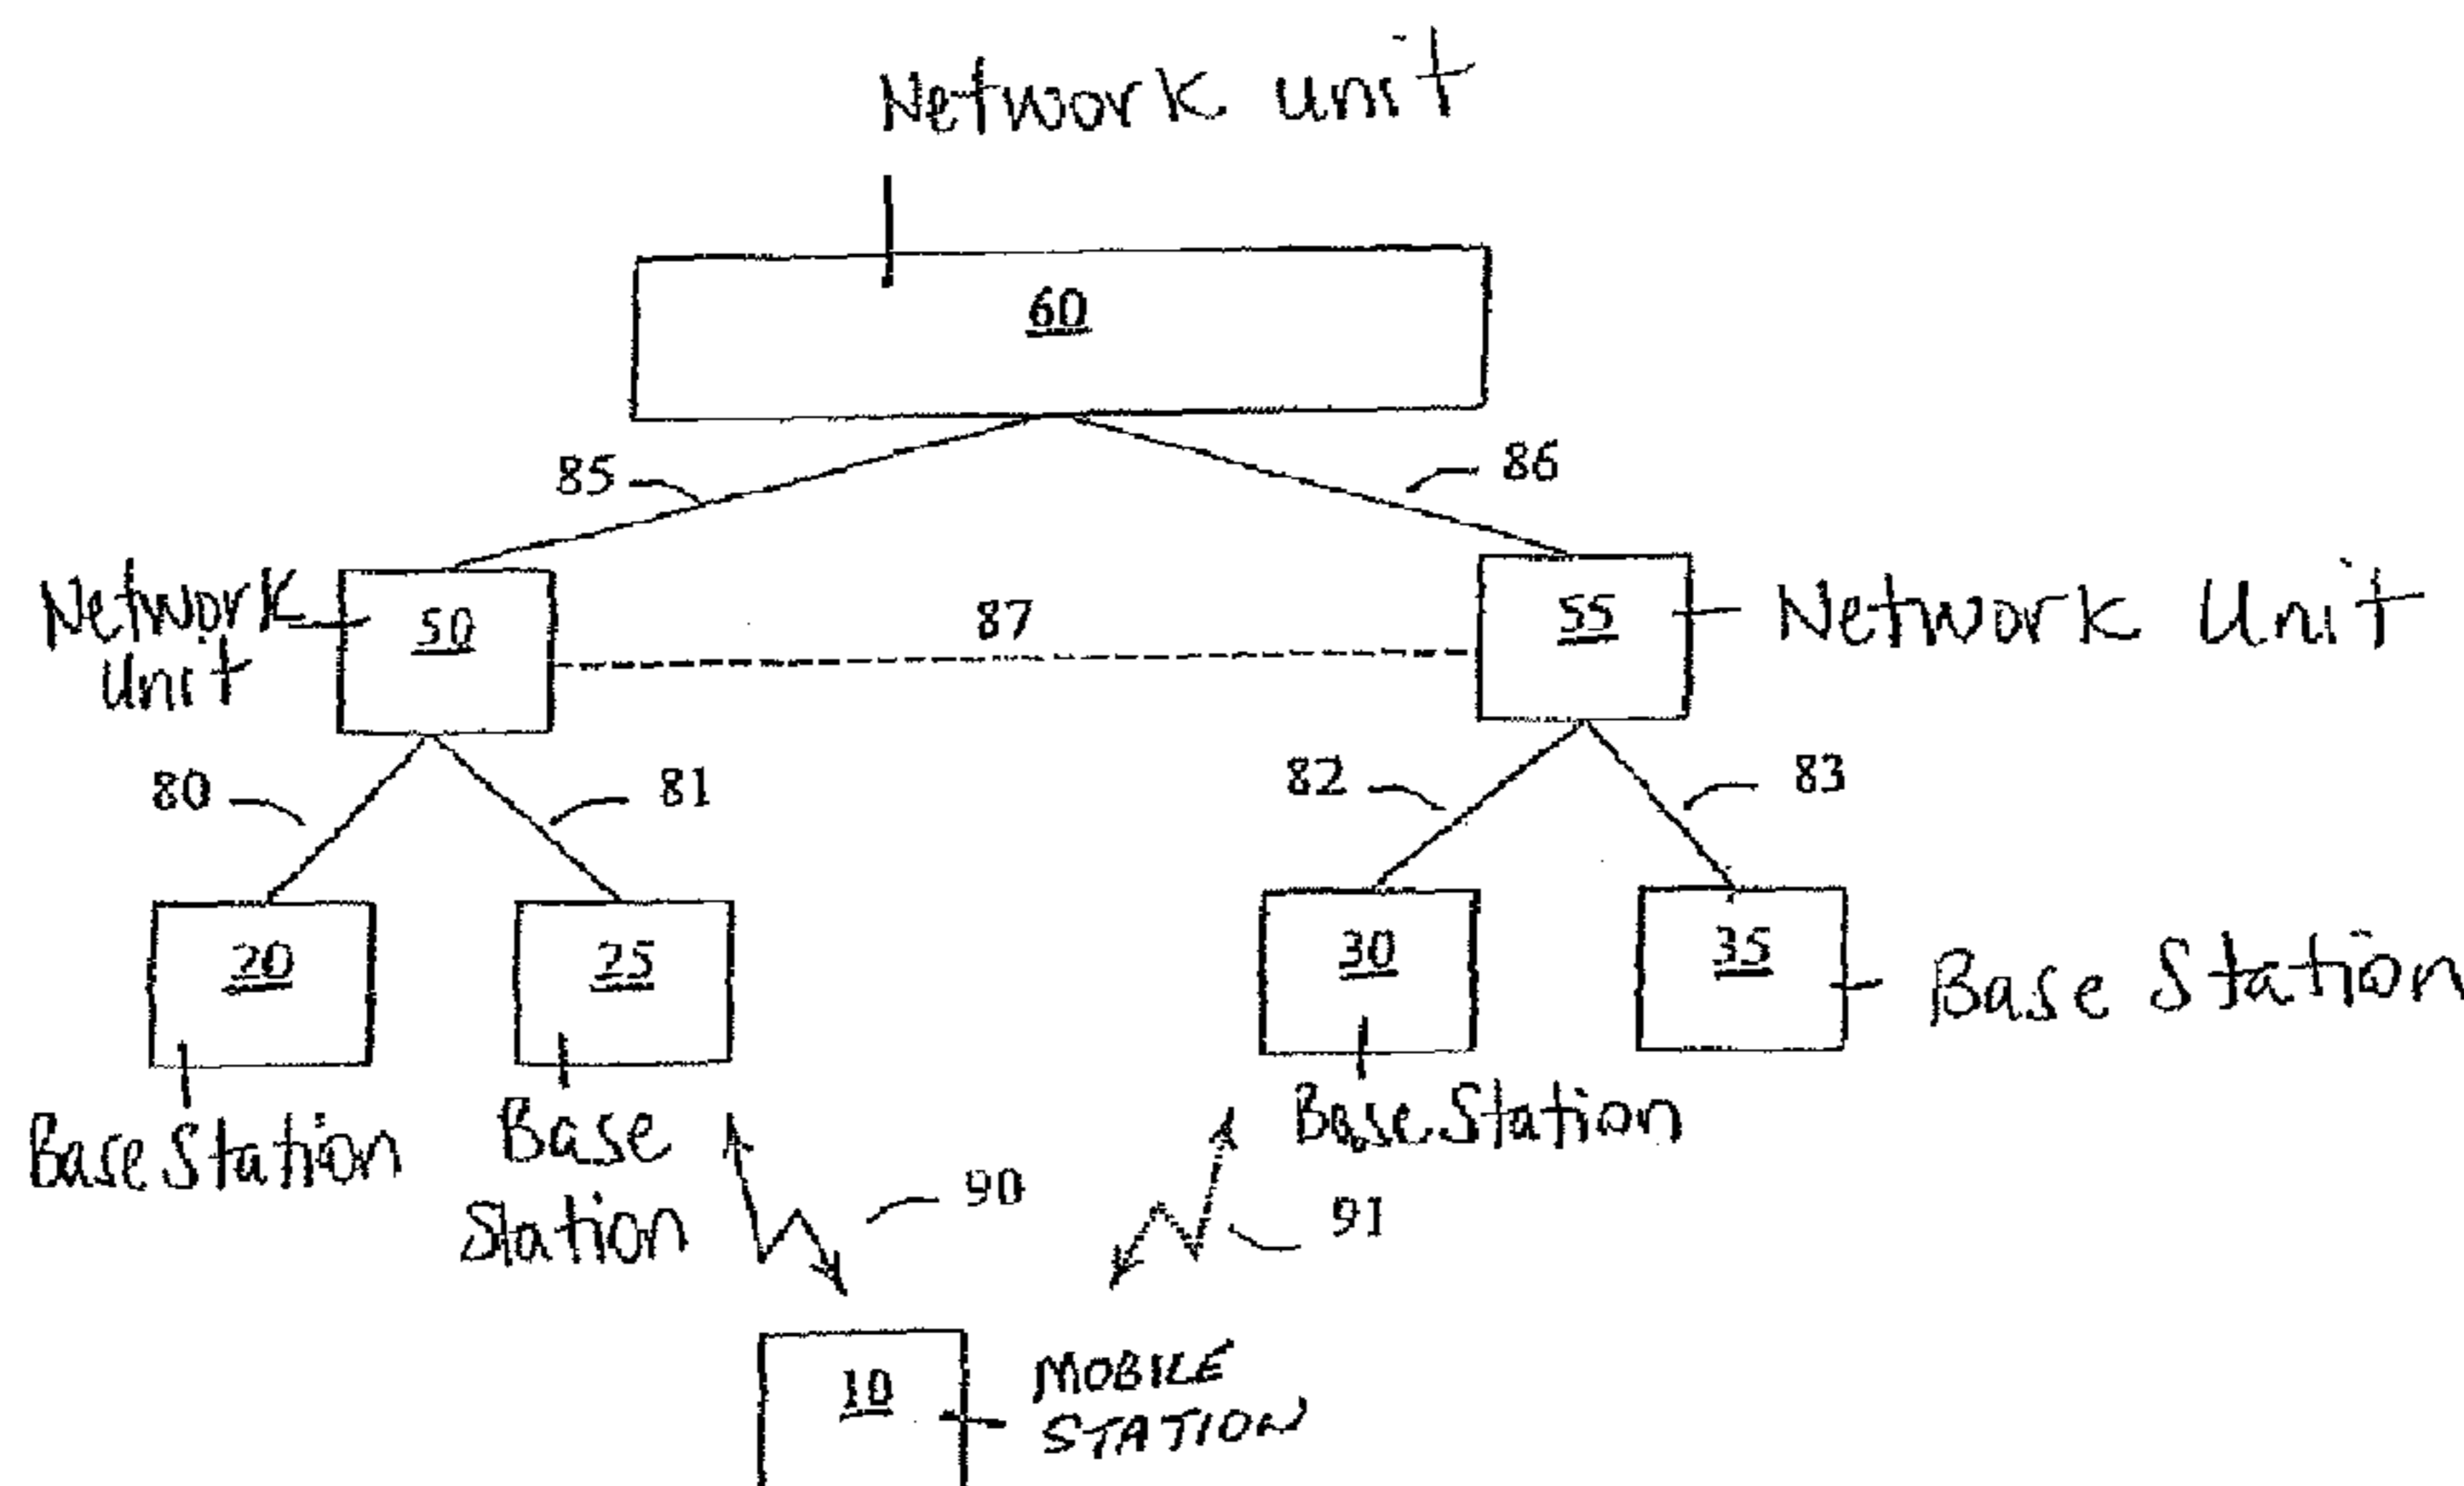 Network unit
60
85
86
Network
Unit
50
87
55
Network Unit
80
81
82
83
20
25
30
35
Base Station
Base Station
Base
Station
Base Station
90
91
10
MOBILE
STATION